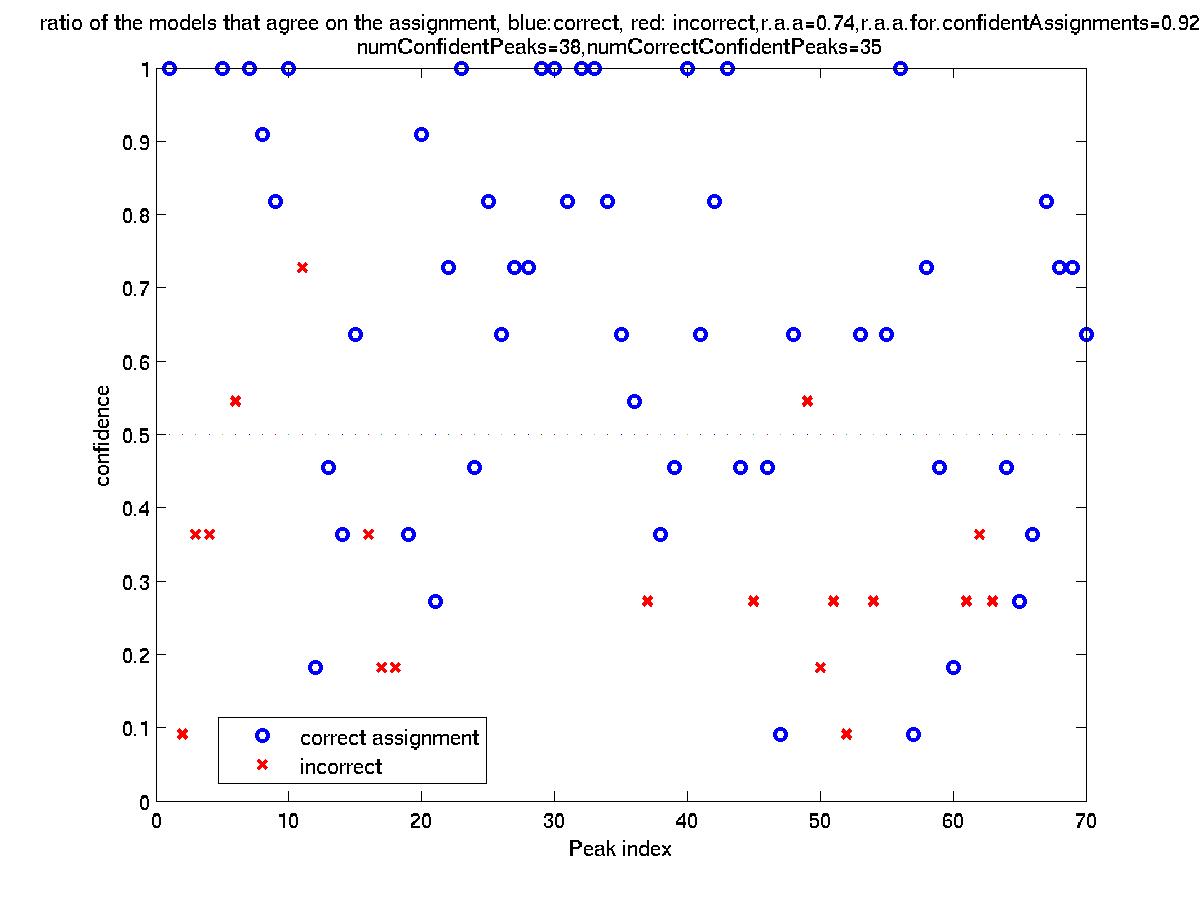 ratio of the models that agree on the assignment, blue:correct, red: incorrect,r.a.a=0.74,r.a.a.for.confidentAssignments=0.92
numConfidentPeaks=38,numCorrectConfidentPeaks=35
1
0.9
0.8
0.7
0.6
0.5
0.4
0.3
0.2
0.1
0
confidence
correct assignment
incorrect
0 10 20 30 40 50 60 70
Peak index